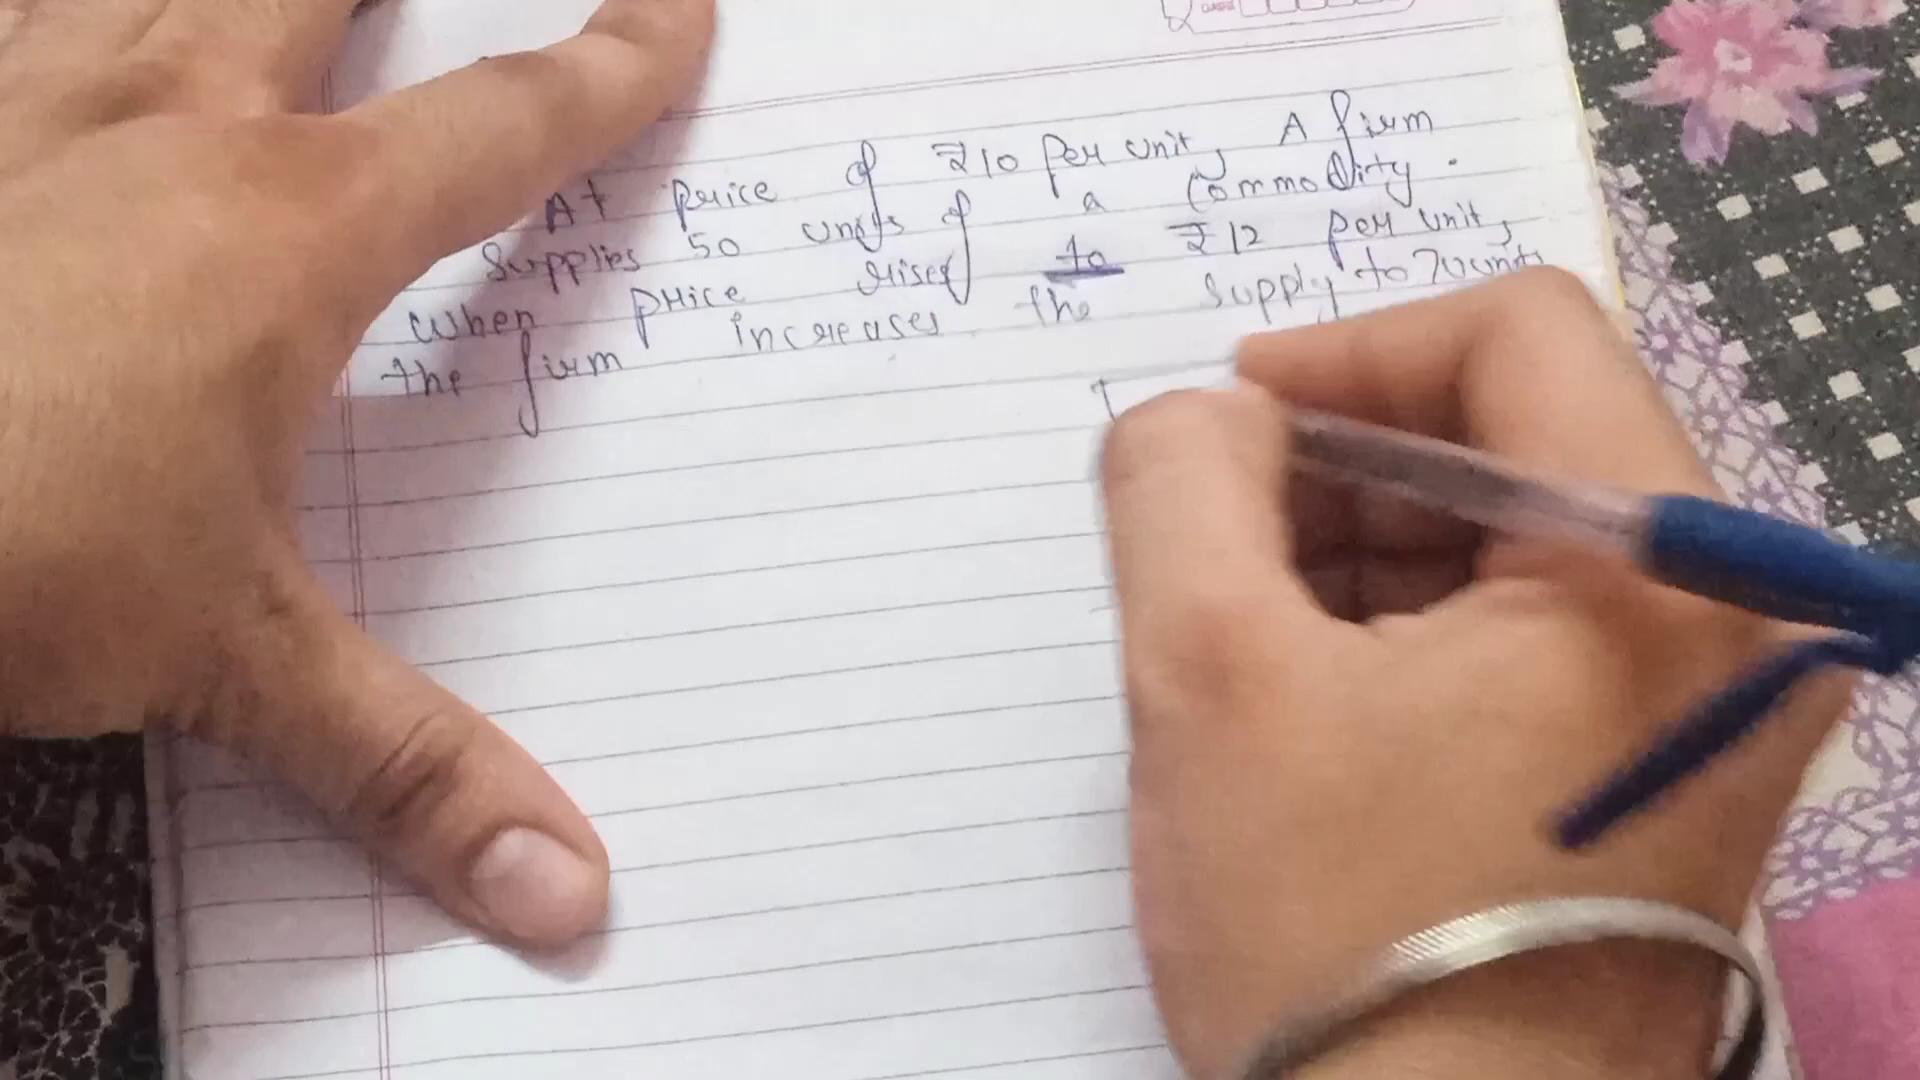 At price of ₹10 per unit, A firm
Supplies 50 units of a Commodity.
When price rises to ₹12 per unit,
the firm increases the supply to 70 units